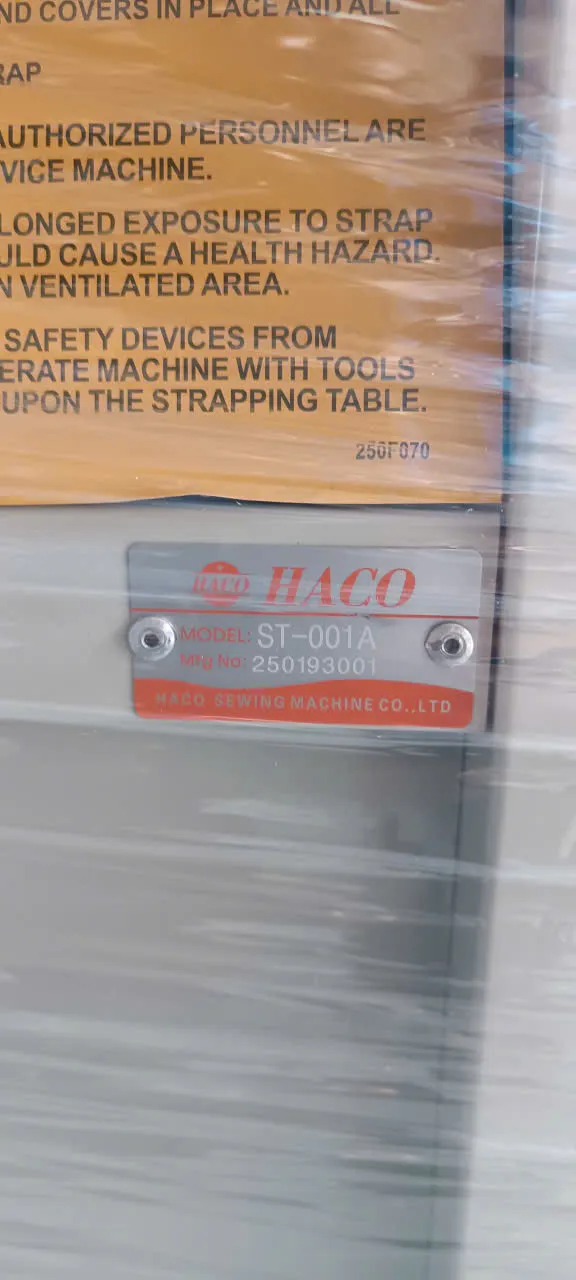 ND COVERS IN PLACE AND ALL
RAP
AUTHORIZED PERSONNEL ARE
VICE MACHINE.
LONGED EXPOSURE TO STRAP
ULD CAUSE A HEALTH HAZARD.
N VENTILATED AREA.
SAFETY DEVICES FROM
ERATE MACHINE WITH TOOLS
UPON THE STRAPPING TABLE.
250F070
HACO HACO
MODEL: ST-001A
Mfg No: 250193001
HACO SEWING MACHINE CO.,LTD